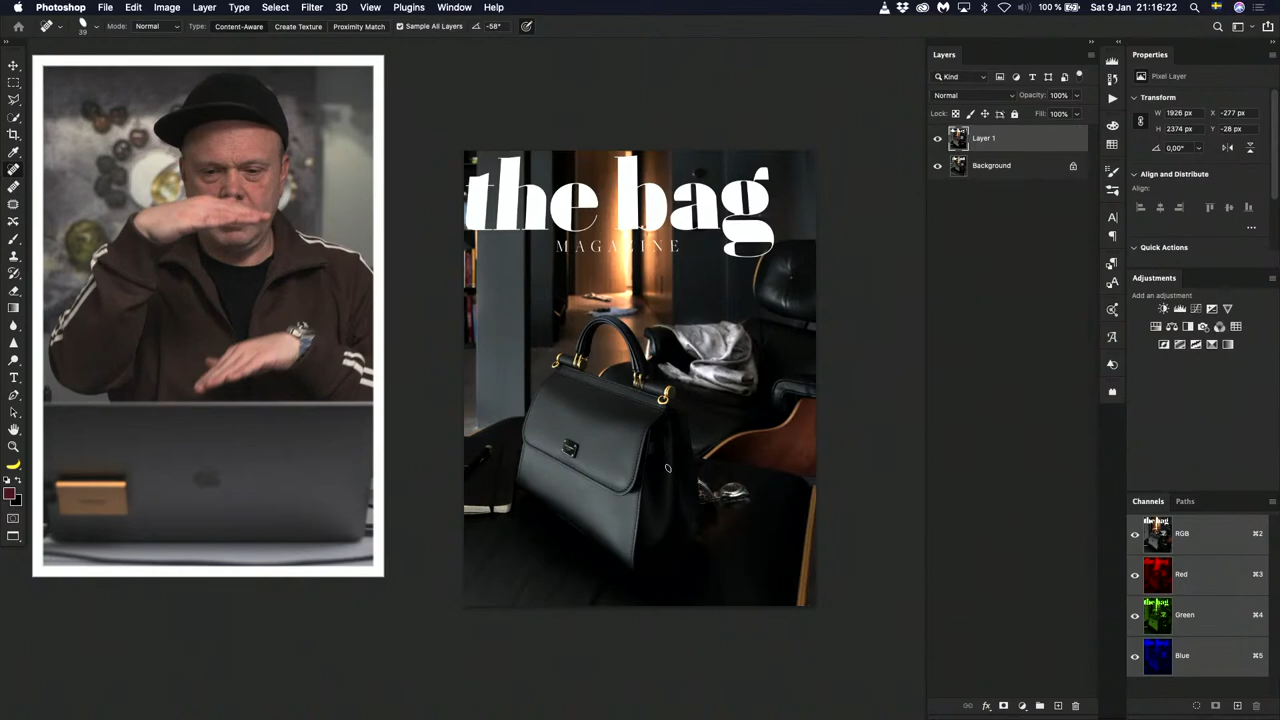 Photoshop File Edit Image Layer Type Select Filter 3D View Plugins Window Help
100 % Sat 9 Jan 21:16:22
39 Mode: Normal Type: Content-Aware Create Texture Proximity Match Sample All Layers -58°
the bag
MAGAZINE
Layers
Kind
Normal Opacity: 100%
Lock: Fill: 100%
Layer 1
Background
Properties
Pixel Layer
Transform
W 1926 px X -277 px
H 2374 px Y -28 px
0,00°
Align and Distribute
Align:
Quick Actions
Adjustments
Add an adjustment
Channels Paths
RGB ⌘2
Red ⌘3
Green ⌘4
Blue ⌘5